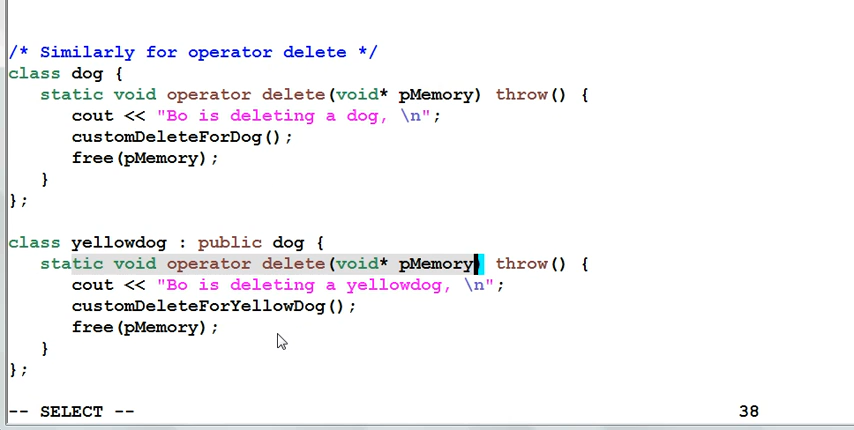 /* Similarly for operator delete */
class dog {
   static void operator delete(void* pMemory) throw() {
      cout << "Bo is deleting a dog, \n";
      customDeleteForDog();
      free(pMemory);
   }
};
class yellowdog : public dog {
   static void operator delete(void* pMemory) throw() {
      cout << "Bo is deleting a yellowdog, \n";
      customDeleteForYellowDog();
      free(pMemory);
   }
};
-- SELECT -- 38